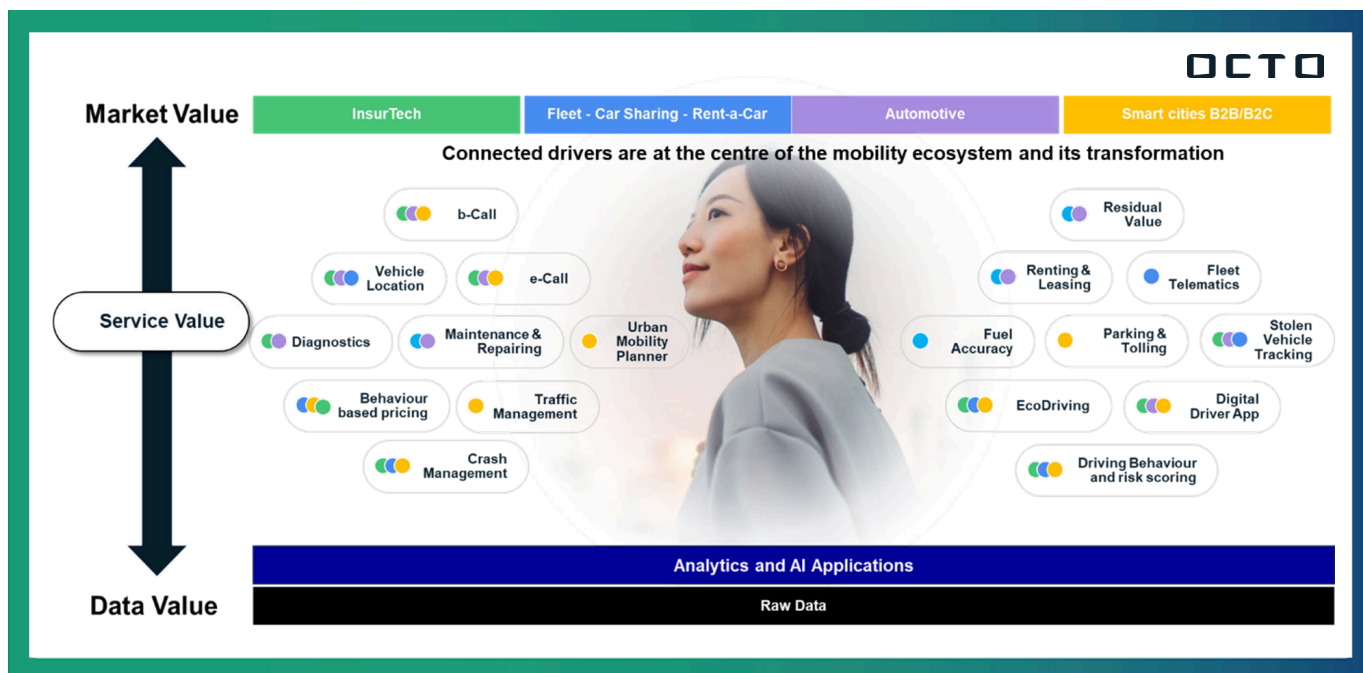 OCTO
Market Value
InsurTech
Fleet - Car Sharing - Rent-a-Car
Automotive
Smart cities B2B/B2C
Connected drivers are at the centre of the mobility ecosystem and its transformation
b-Call
Residual
Value
Vehicle
Location
e-Call
Renting &
Leasing
Fleet
Telematics
Service Value
Diagnostics
Maintenance &
Repairing
Urban
Mobility
Planner
Fuel
Accuracy
Parking &
Tolling
Stolen
Vehicle
Tracking
Behaviour
based pricing
Traffic
Management
EcoDriving
Digital
Driver App
Crash
Management
Driving Behaviour
and risk scoring
Analytics and AI Applications
Data Value
Raw Data